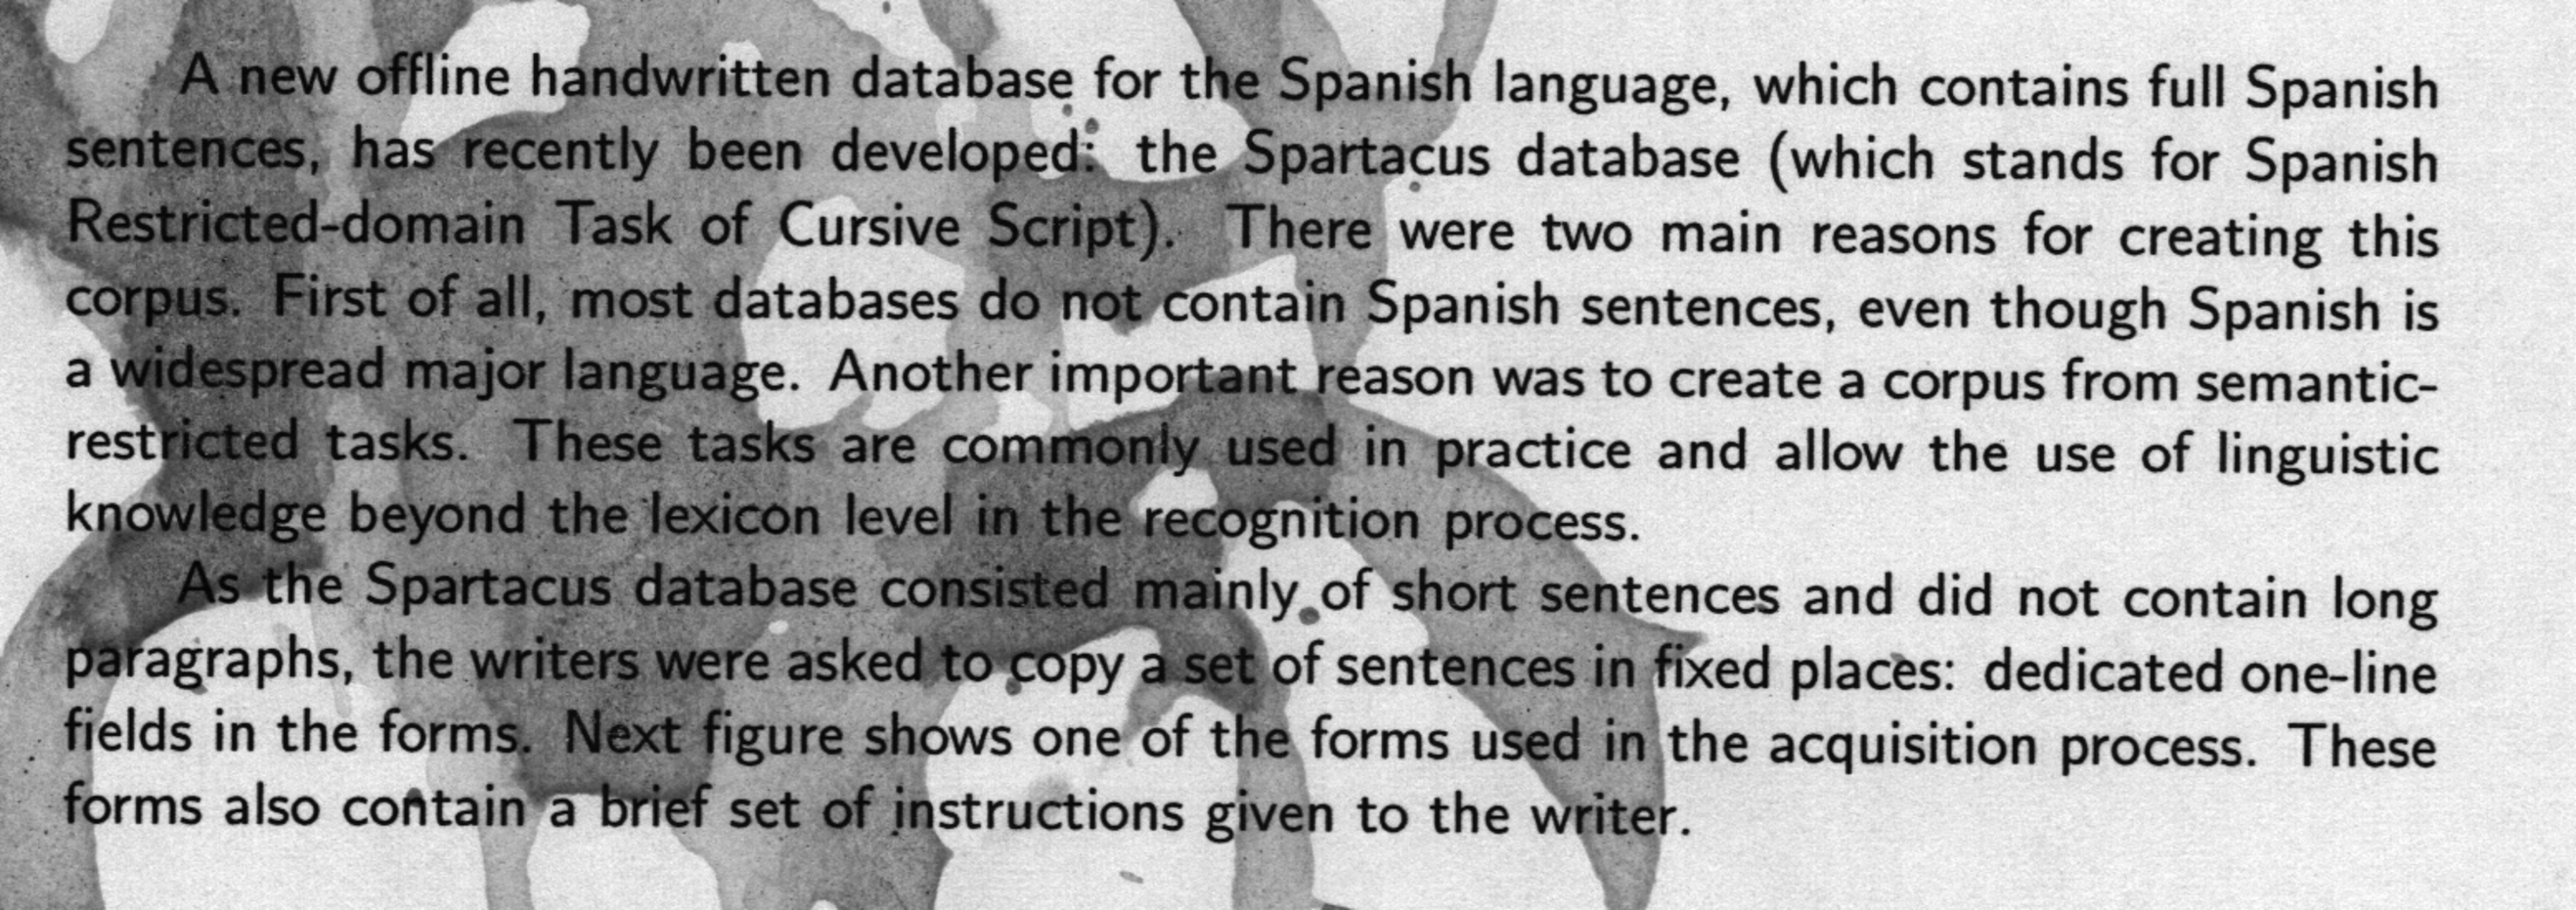 A new offline handwritten database for the Spanish language, which contains full Spanish
sentences, has recently been developed: the Spartacus database (which stands for Spanish
Restricted-domain Task of Cursive Script). There were two main reasons for creating this
corpus. First of all, most databases do not contain Spanish sentences, even though Spanish is
a widespread major language. Another important reason was to create a corpus from semantic-
restricted tasks. These tasks are commonly used in practice and allow the use of linguistic
knowledge beyond the lexicon level in the recognition process.
As the Spartacus database consisted mainly of short sentences and did not contain long
paragraphs, the writers were asked to copy a set of sentences in fixed places: dedicated one-line
fields in the forms. Next figure shows one of the forms used in the acquisition process. These
forms also contain a brief set of instructions given to the writer.